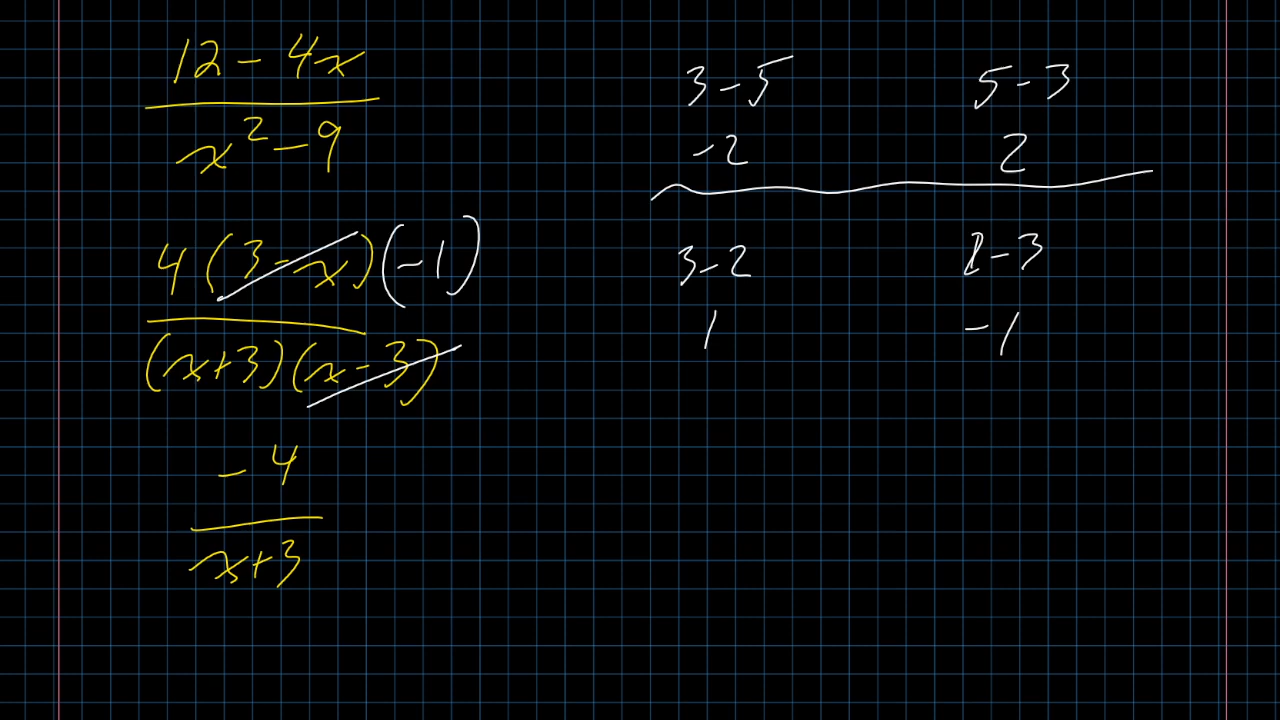 12 - 4x
x² - 9
4(3 - x)(-1)
(x+3)(x-3)
-4
x+3
3 - 5
5 - 3
-2
2
3 - 2
2 - 3
1
-1